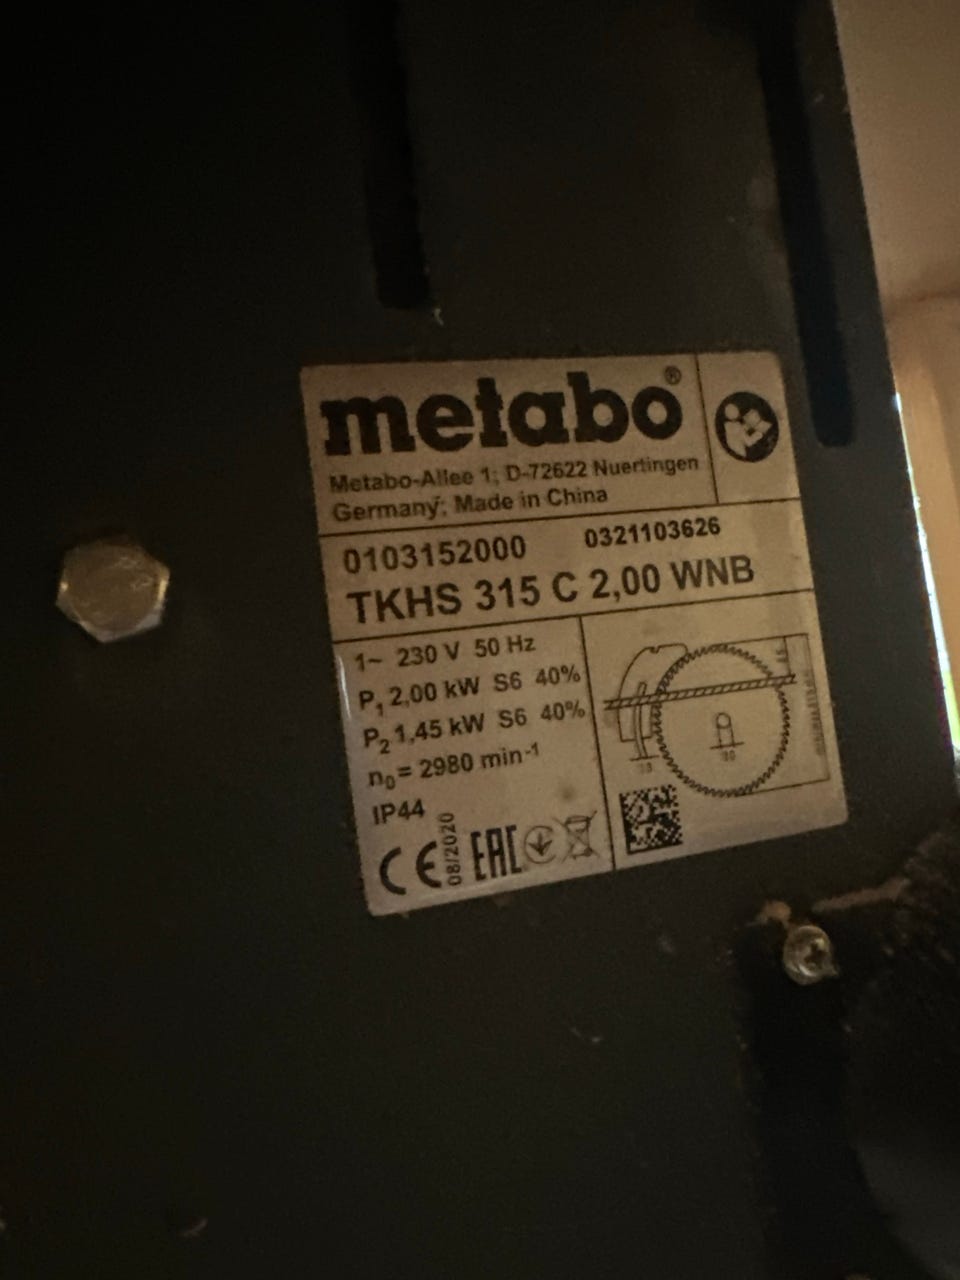 metabo®
Metabo-Allee 1; D-72622 Nuertingen
Germany; Made in China
0103152000 0321103626
TKHS 315 C 2,00 WNB
1~ 230 V 50 Hz
P1 2,00 kW S6 40%
P2 1,45 kW S6 40%
n0 = 2980 min-1
IP44
CE 08/2020 EAC
30